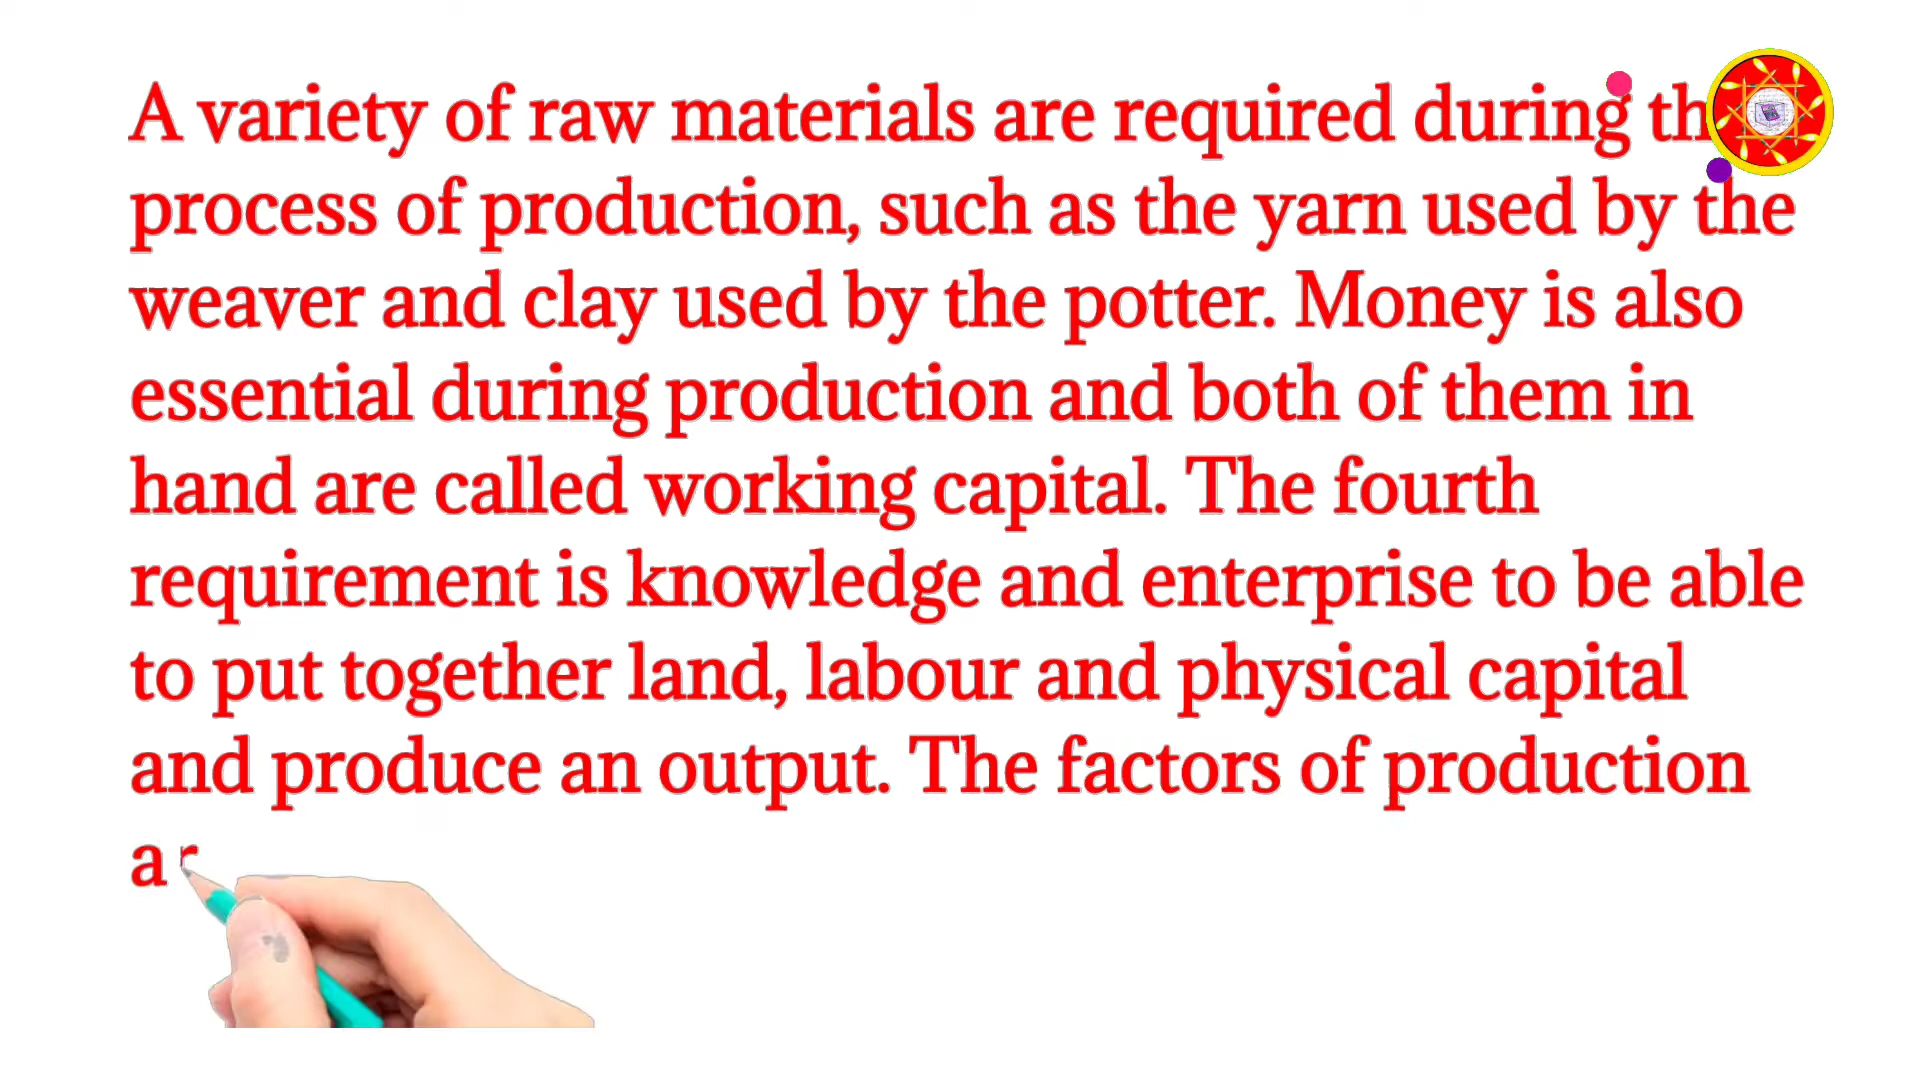 A variety of raw materials are required during th
process of production, such as the yarn used by the
weaver and clay used by the potter. Money is also
essential during production and both of them in
hand are called working capital. The fourth
requirement is knowledge and enterprise to be able
to put together land, labour and physical capital
and produce an output. The factors of production
ar